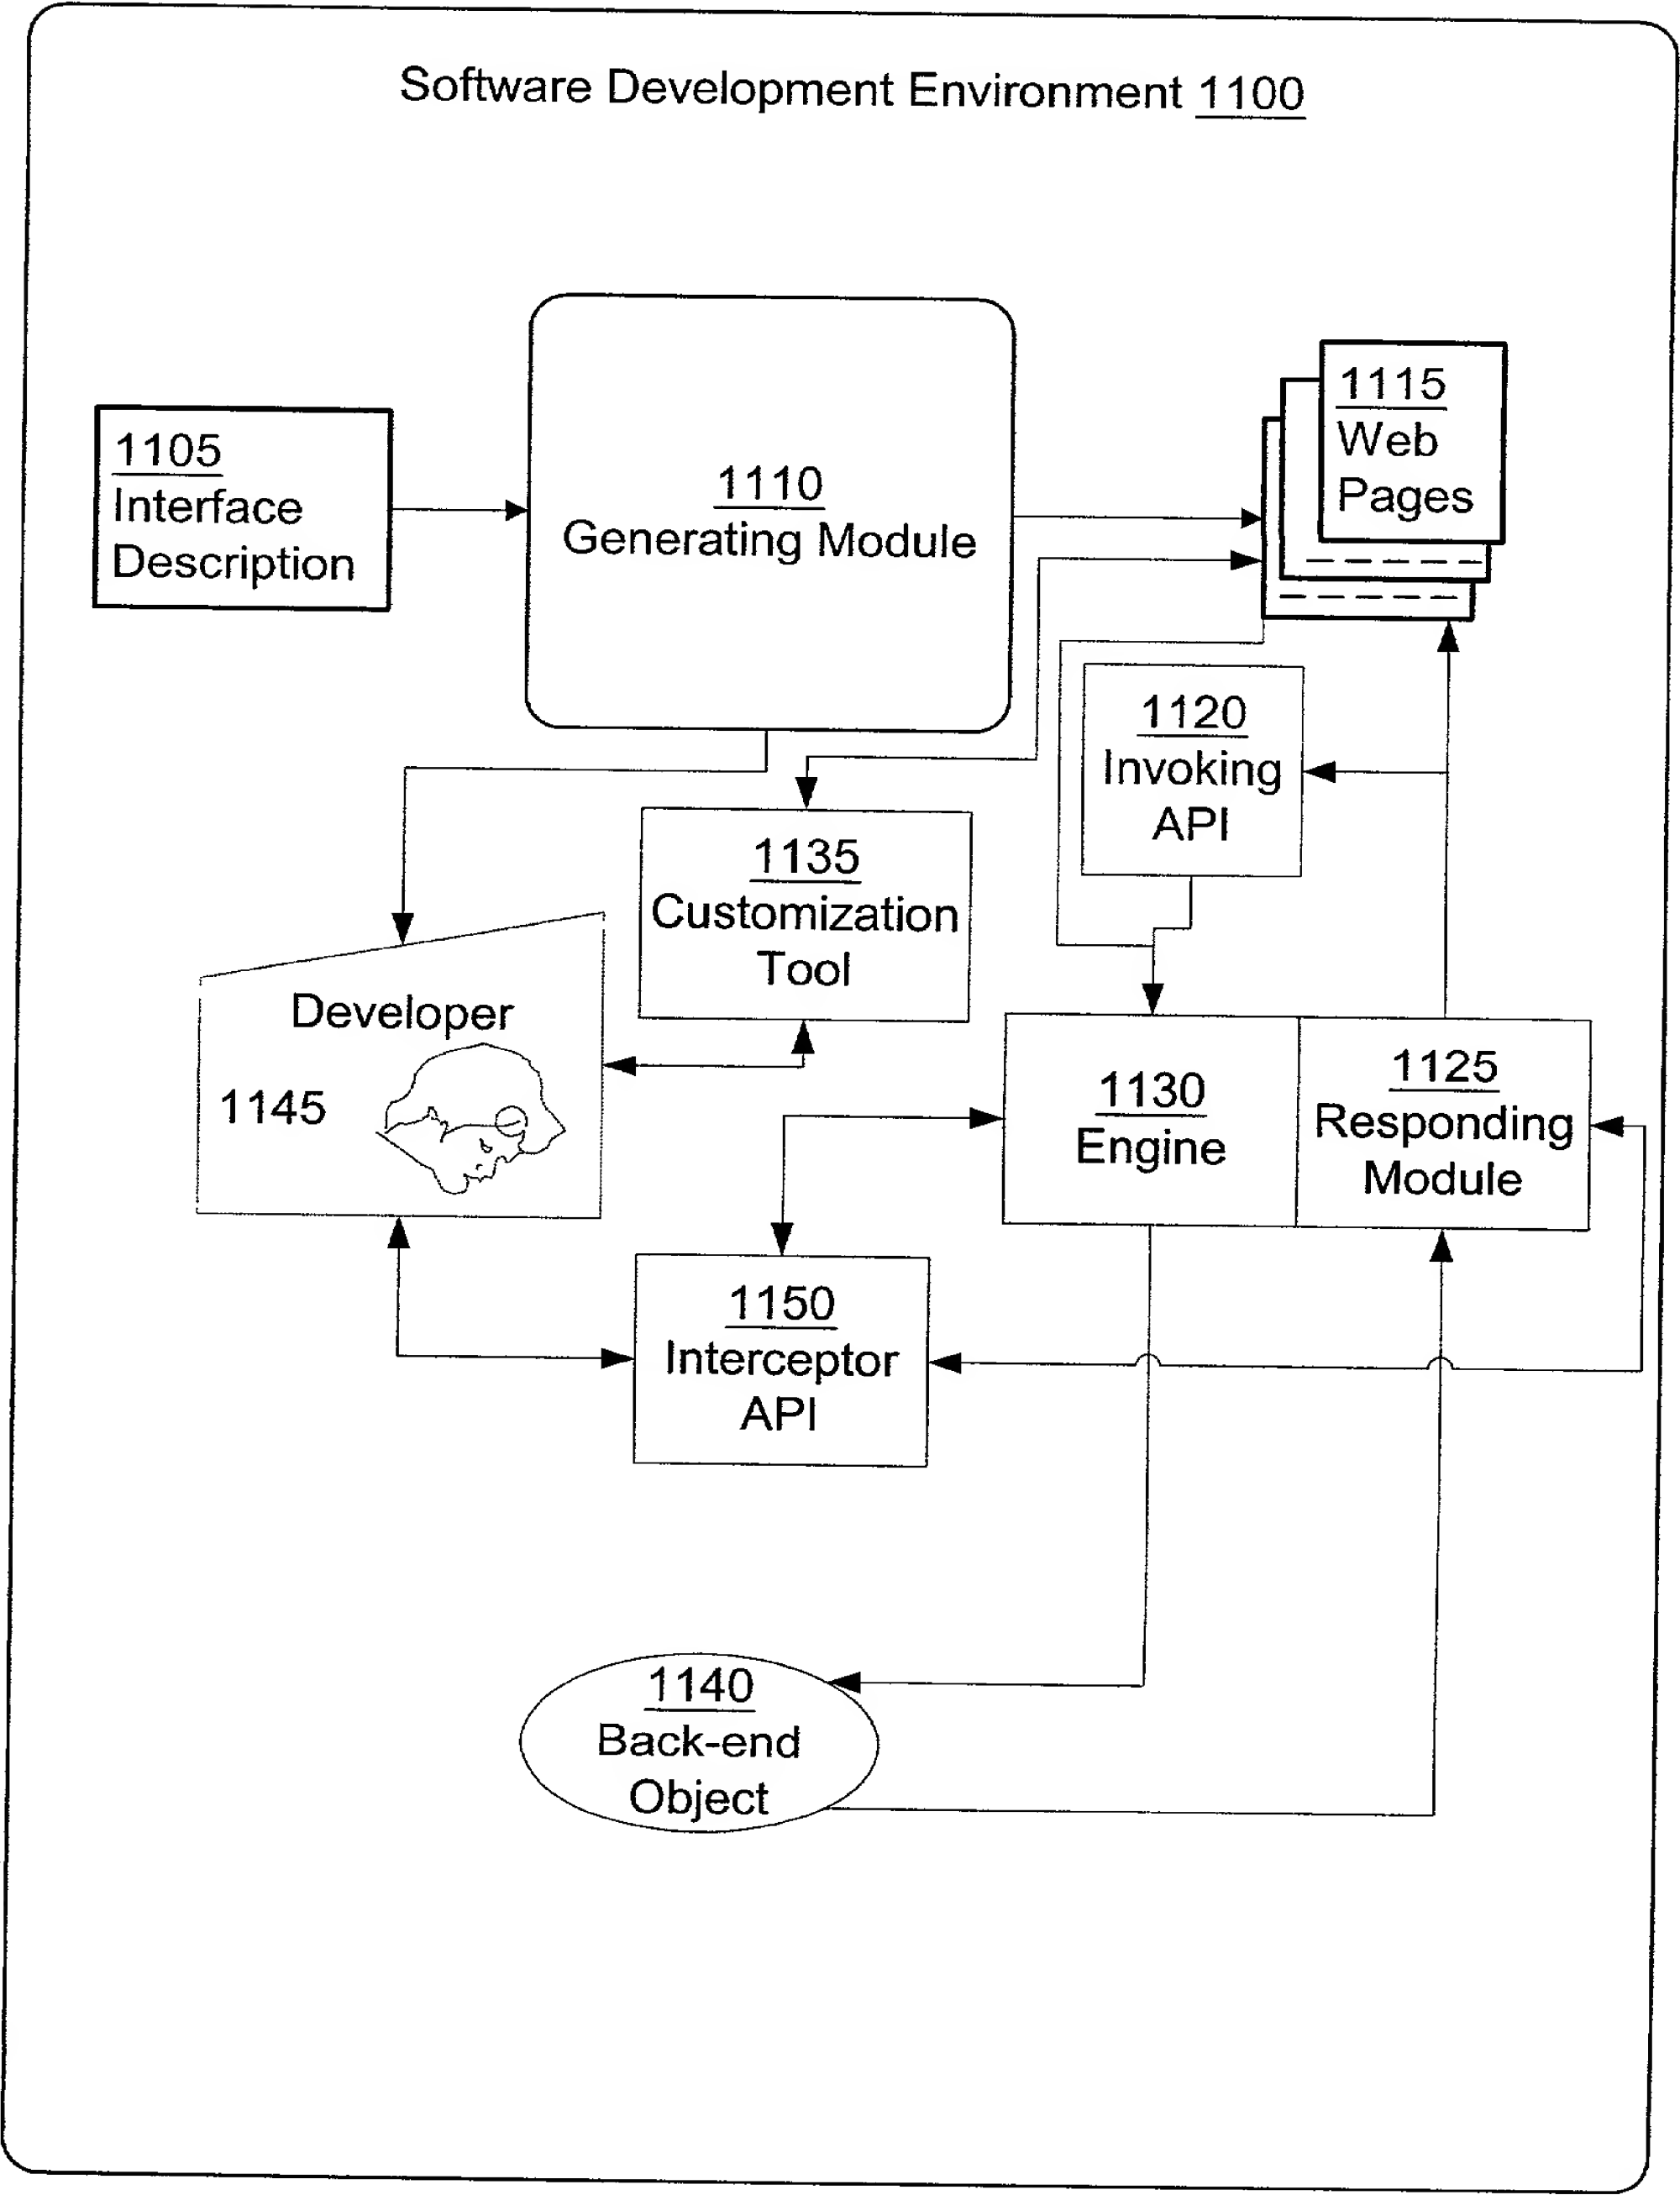 Software Development Environment 1100
1105
Interface
Description
1110
Generating Module
1115
Web
Pages
1120
Invoking
API
1135
Customization
Tool
Developer
1145
1130
Engine
1125
Responding
Module
1150
Interceptor
API
1140
Back-end
Object